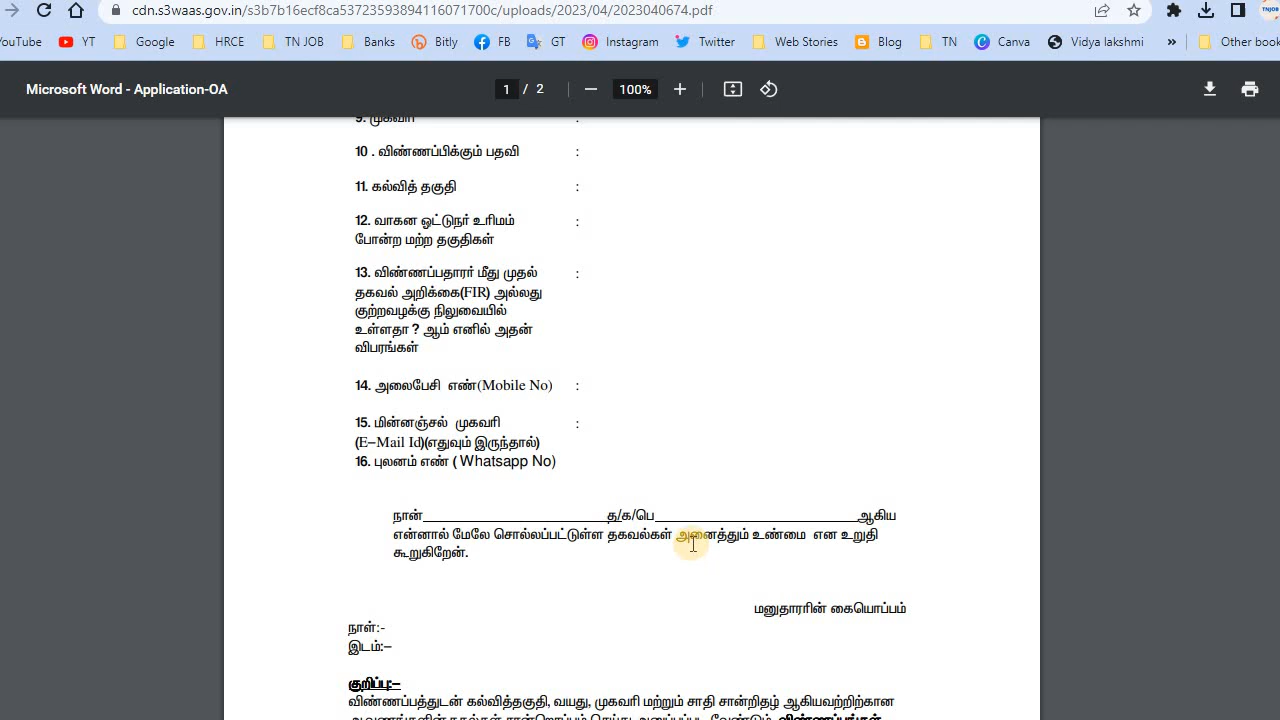 cdn.s3waas.gov.in/s3b7b16ecf8ca53723593894116071700c/uploads/2023/04/2023040674.pdf
YouTube YT Google HRCE TN JOB Banks Bitly FB GT Instagram Twitter Web Stories Blog TN Canva Vidya lakshmi » Other book
Microsoft Word - Application-OA 1 / 2 100%
9. முகவரி :
10 . விண்ணப்பிக்கும் பதவி :
11. கல்வித் தகுதி :
12. வாகன ஓட்டுநர் உரிமம் :
போன்ற மற்ற தகுதிகள்
13. விண்ணப்பதாரர் மீது முதல் :
தகவல் அறிக்கை(FIR) அல்லது
குற்றவழக்கு நிலுவையில்
உள்ளதா ? ஆம் எனில் அதன்
விபரங்கள்
14. அலைபேசி எண்(Mobile No) :
15. மின்னஞ்சல் முகவரி :
(E–Mail Id)(எதுவும் இருந்தால்)
16. புலனம் எண் ( Whatsapp No)
நான்__________________த/க/பெ____________________ஆகிய
என்னால் மேலே சொல்லப்பட்டுள்ள தகவல்கள் அனைத்தும் உண்மை என உறுதி
கூறுகிறேன்.
மனுதாரரின் கையொப்பம்
நாள்:-
இடம்:–
குறிப்பு:–
விண்ணப்பத்துடன் கல்வித்தகுதி, வயது, முகவரி மற்றும் சாதி சான்றிதழ் ஆகியவற்றிற்கான